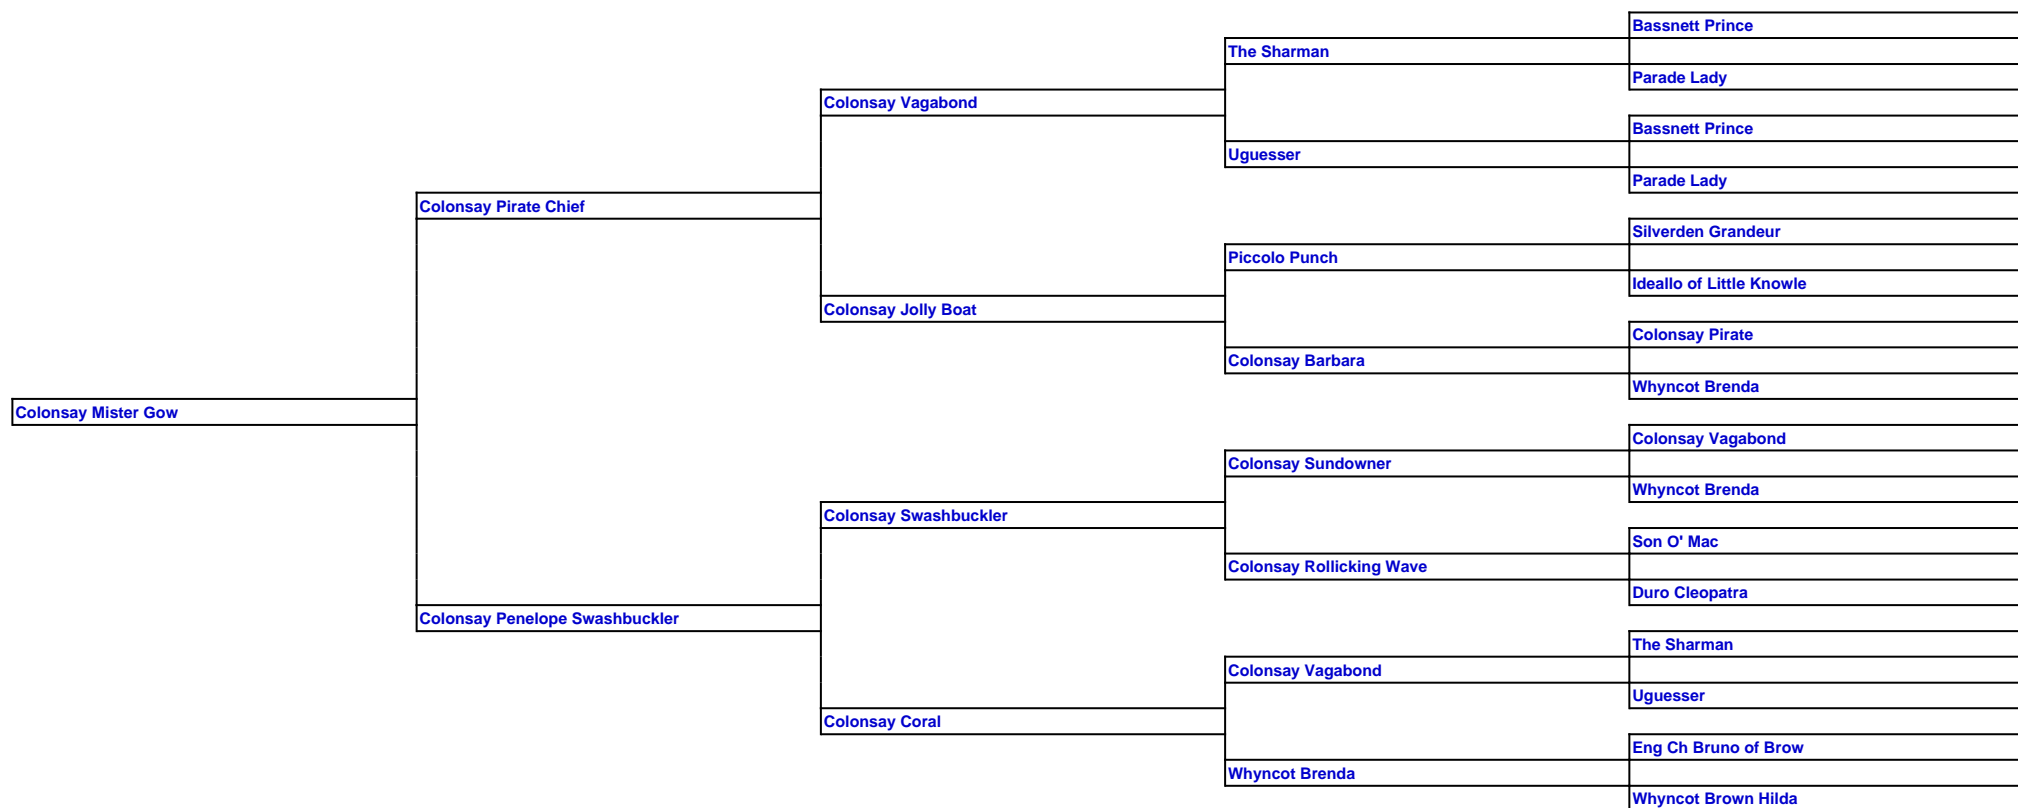 Bassnett Prince
The Sharman
Parade Lady
Colonsay Vagabond
Bassnett Prince
Uguesser
Parade Lady
Colonsay Pirate Chief
Silverden Grandeur
Piccolo Punch
Ideallo of Little Knowle
Colonsay Jolly Boat
Colonsay Pirate
Colonsay Barbara
Whyncot Brenda
Colonsay Mister Gow
Colonsay Vagabond
Colonsay Sundowner
Whyncot Brenda
Colonsay Swashbuckler
Son O' Mac
Colonsay Rollicking Wave
Duro Cleopatra
Colonsay Penelope Swashbuckler
The Sharman
Colonsay Vagabond
Uguesser
Colonsay Coral
Eng Ch Bruno of Brow
Whyncot Brenda
Whyncot Brown Hilda